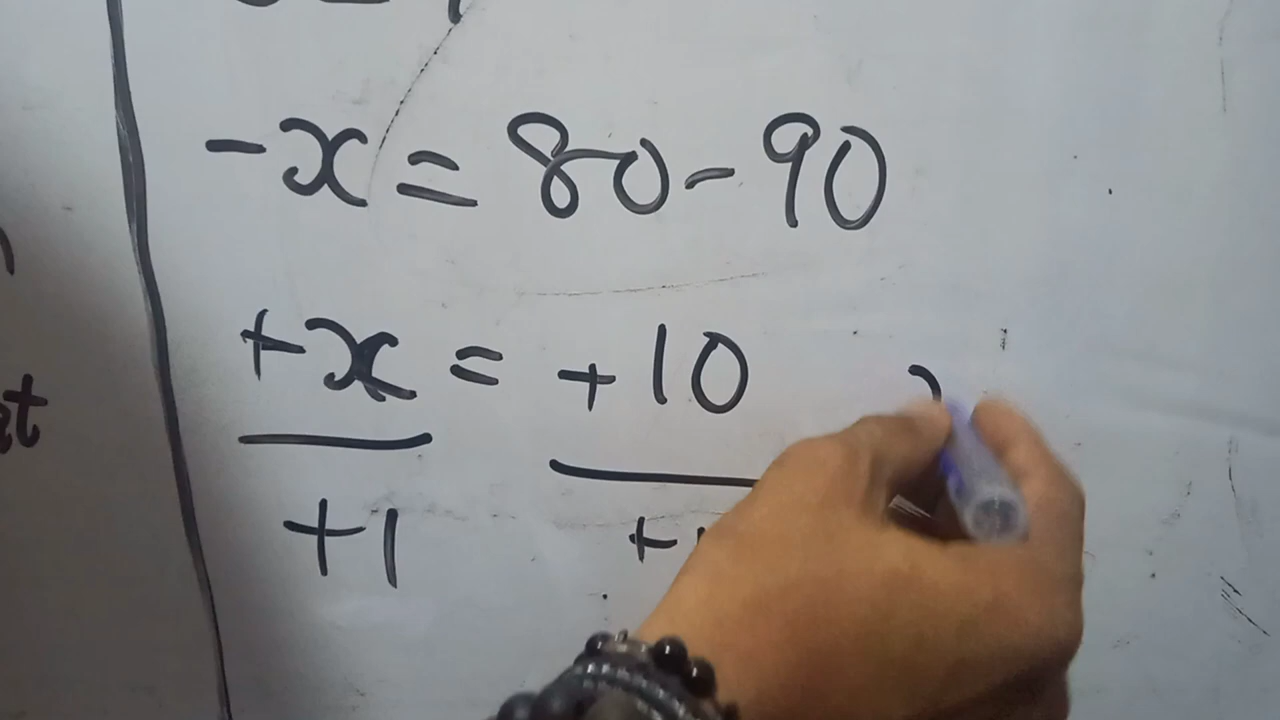 -x = 80-90
+x = +10
+1 +